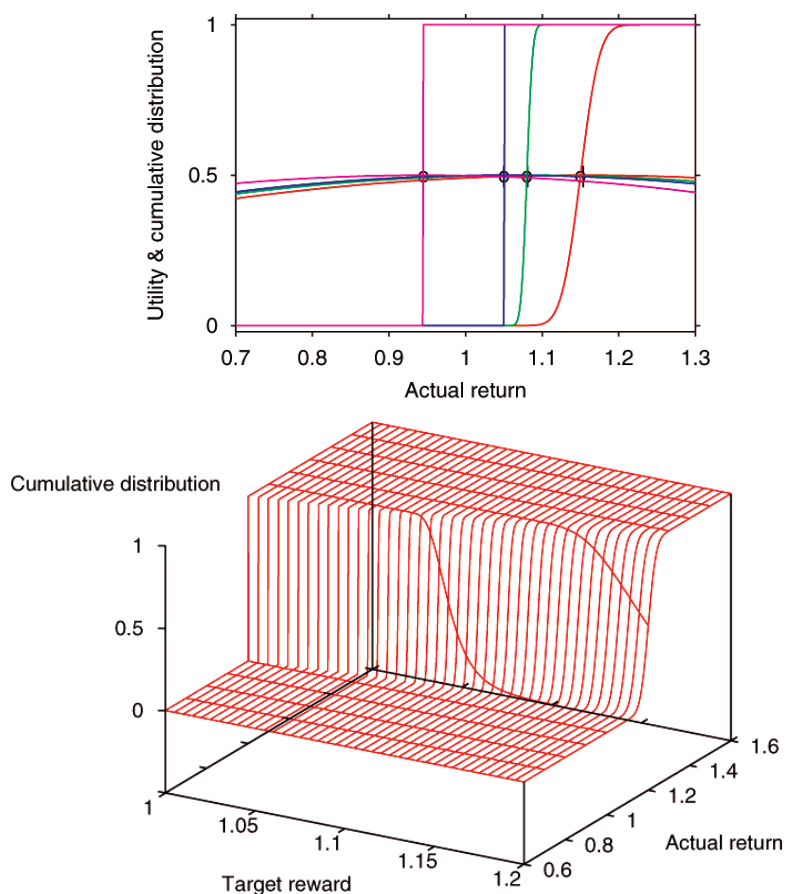 1
Utility & cumulative distribution
0.5
0
0.7 0.8 0.9 1 1.1 1.2 1.3
Actual return
Cumulative distribution
1
0.5
0
1
1.05
1.1
1.15
1.2
Target reward
0.6
0.8
1
1.2
1.4
1.6
Actual return